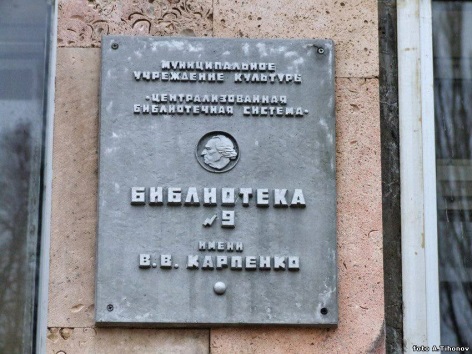 МУНИЦИПАЛЬНОЕ
УЧРЕЖДЕНИЕ КУЛЬТУРЫ
«ЦЕНТРАЛИЗОВАННАЯ
БИБЛИОТЕЧНАЯ СИСТЕМА»
БИБЛИОТЕКА
№9
ИМЕНИ
В.В. КАРПЕНКО
Foto A.Tihonov